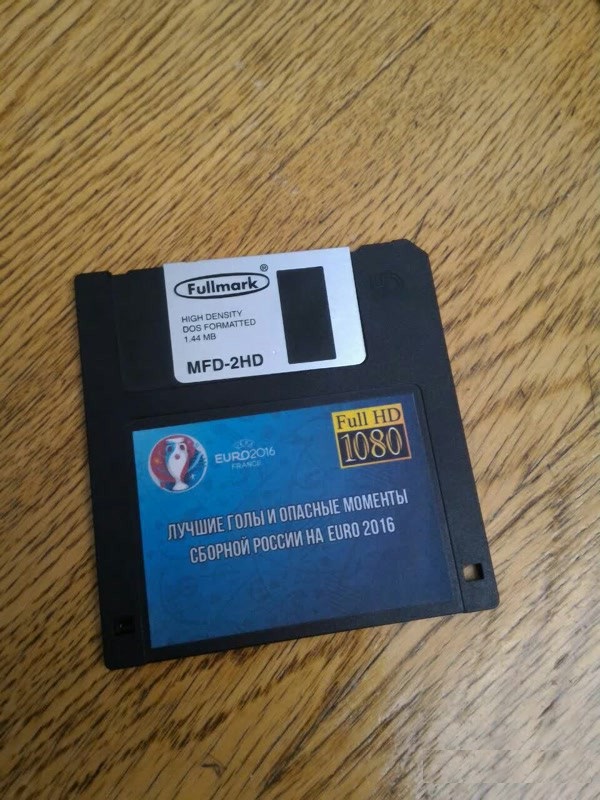 Fullmark®
HIGH DENSITY
DOS FORMATTED
1.44 MB
MFD-2HD
Full HD
1080
EURO2016
FRANCE
ЛУЧШИЕ ГОЛЫ И ОПАСНЫЕ МОМЕНТЫ
СБОРНОЙ РОССИИ НА EURO 2016